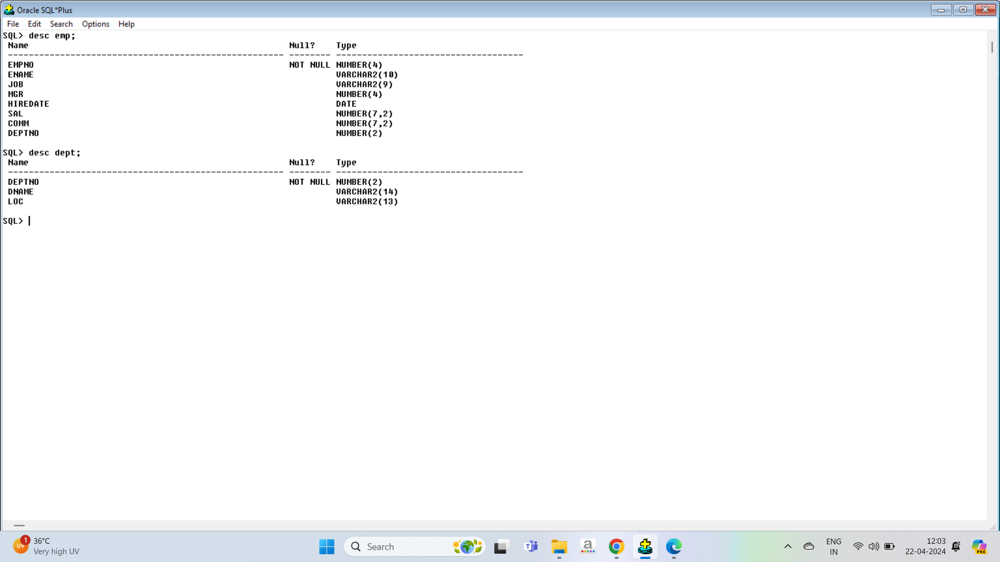 Oracle SQL*Plus
File Edit Search Options Help
SQL> desc emp;
Name Null? Type
------------------------------------------------------ -------- ------------------------------------
EMPNO NOT NULL NUMBER(4)
ENAME VARCHAR2(10)
JOB VARCHAR2(9)
MGR NUMBER(4)
HIREDATE DATE
SAL NUMBER(7,2)
COMM NUMBER(7,2)
DEPTNO NUMBER(2)
SQL> desc dept;
Name Null? Type
------------------------------------------------------ -------- ------------------------------------
DEPTNO NOT NULL NUMBER(2)
DNAME VARCHAR2(14)
LOC VARCHAR2(13)
SQL>
UV 1 36°C
Very high UV
Search
a
ENG
IN
12:03
22-04-2024
PRE